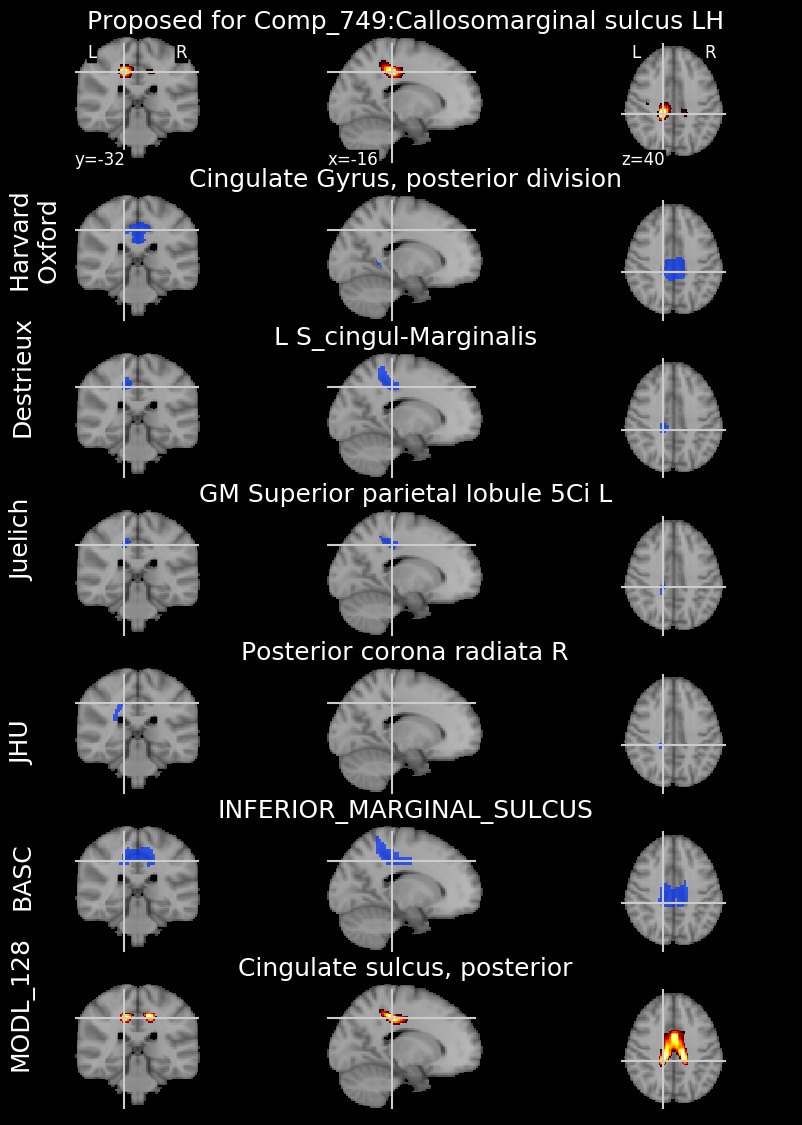 Proposed for Comp_749:Callosomarginal sulcus LH
L R
L R
y=-32
x=-16
z=40
Cingulate Gyrus, posterior division
Harvard
Oxford
L S_cingul-Marginalis
Destrieux
GM Superior parietal lobule 5Ci L
Juelich
Posterior corona radiata R
JHU
INFERIOR_MARGINAL_SULCUS
BASC
Cingulate sulcus, posterior
MODL_128